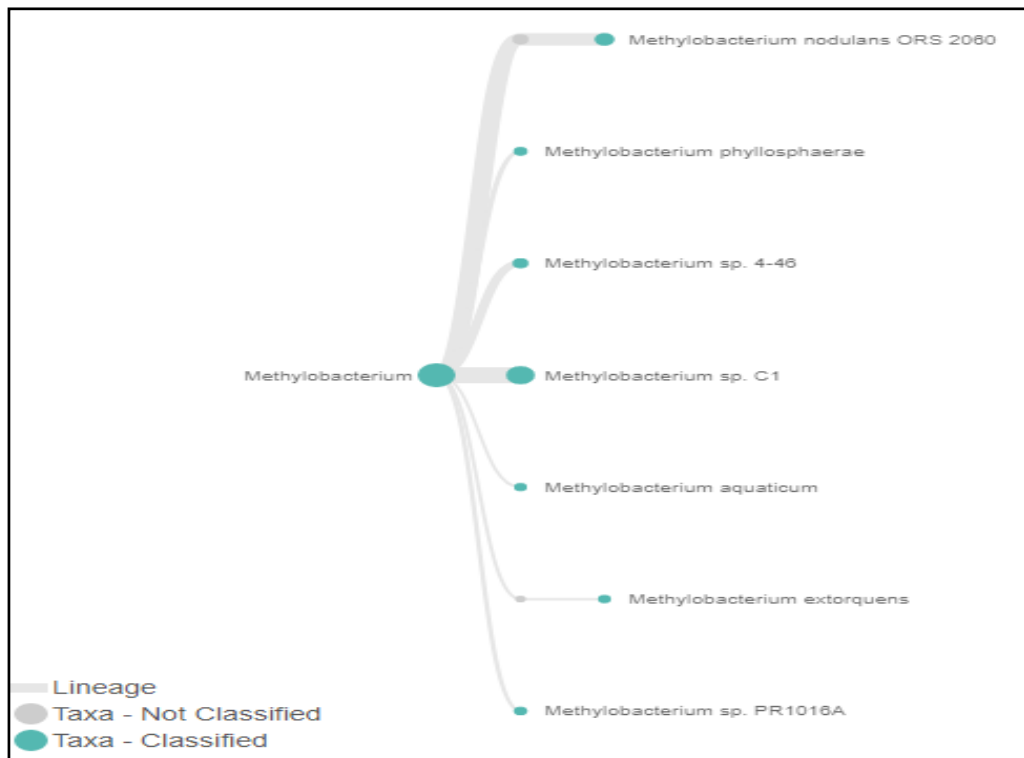 Methylobacterium nodulans ORS 2060
Methylobacterium phyllosphaerae
Methylobacterium sp. 4-46
Methylobacterium
Methylobacterium sp. C1
Methylobacterium aquaticum
Methylobacterium extorquens
Methylobacterium sp. PR1016A
Lineage
Taxa - Not Classified
Taxa - Classified